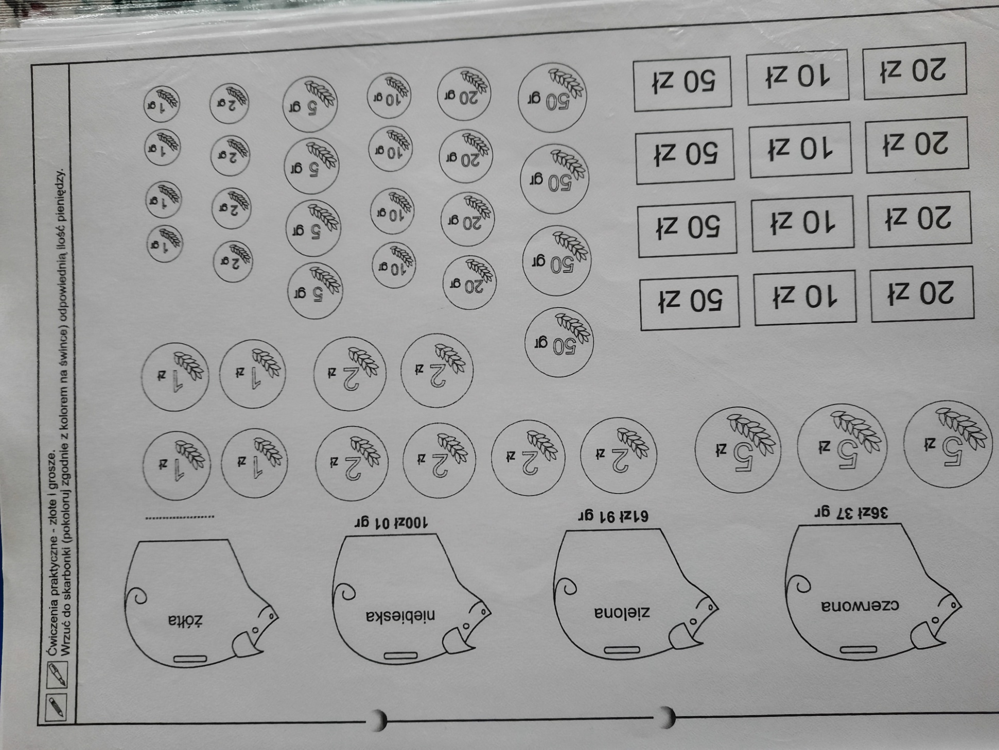 Ćwiczenia praktyczne - złote i grosze.
Wrzuć do skarbonki (pokoloruj zgodnie z kolorem na śwince) odpowiednią ilość pieniędzy.
czerwona zielona niebieska żółta
36zł 37 gr 61zł 91 gr 100zł 01 gr ....................
5 zł 5 zł 5 zł 2 zł 2 zł 2 zł 2 zł 1 zł 1 zł
2 zł 2 zł 1 zł 1 zł
20 zł 10 zł 50 zł 50 gr 20 gr 10 gr 5 gr 2 gr 1 gr
20 zł 10 zł 50 zł 50 gr 20 gr 10 gr 5 gr 2 gr 1 gr
20 zł 10 zł 50 zł 50 gr 20 gr 10 gr 5 gr 2 gr 1 gr
20 zł 10 zł 50 zł 50 gr 20 gr 10 gr 5 gr 2 gr 1 gr